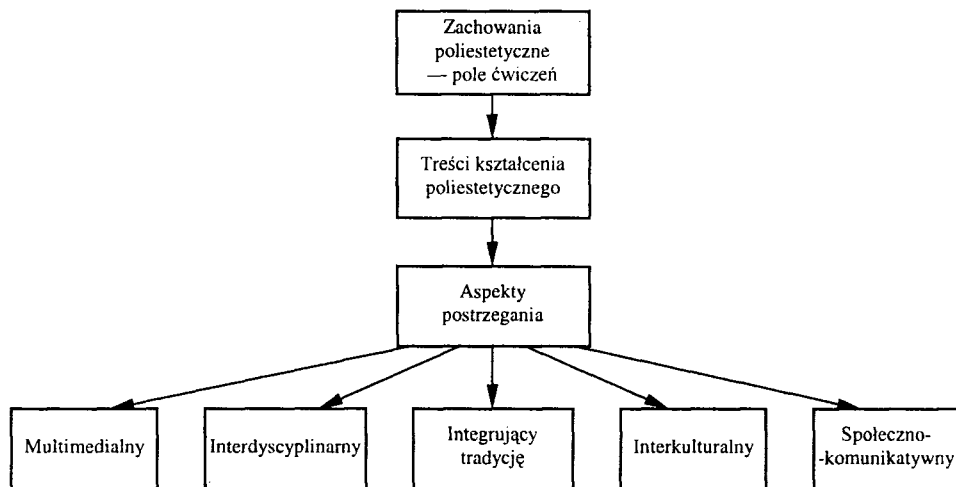 Zachowania
poliestetyczne
— pole ćwiczeń
Treści kształcenia
poliestetycznego
Aspekty
postrzegania
Multimedialny
Interdyscyplinarny
Integrujący
tradycję
Interkulturalny
Społeczno-
-komunikatywny